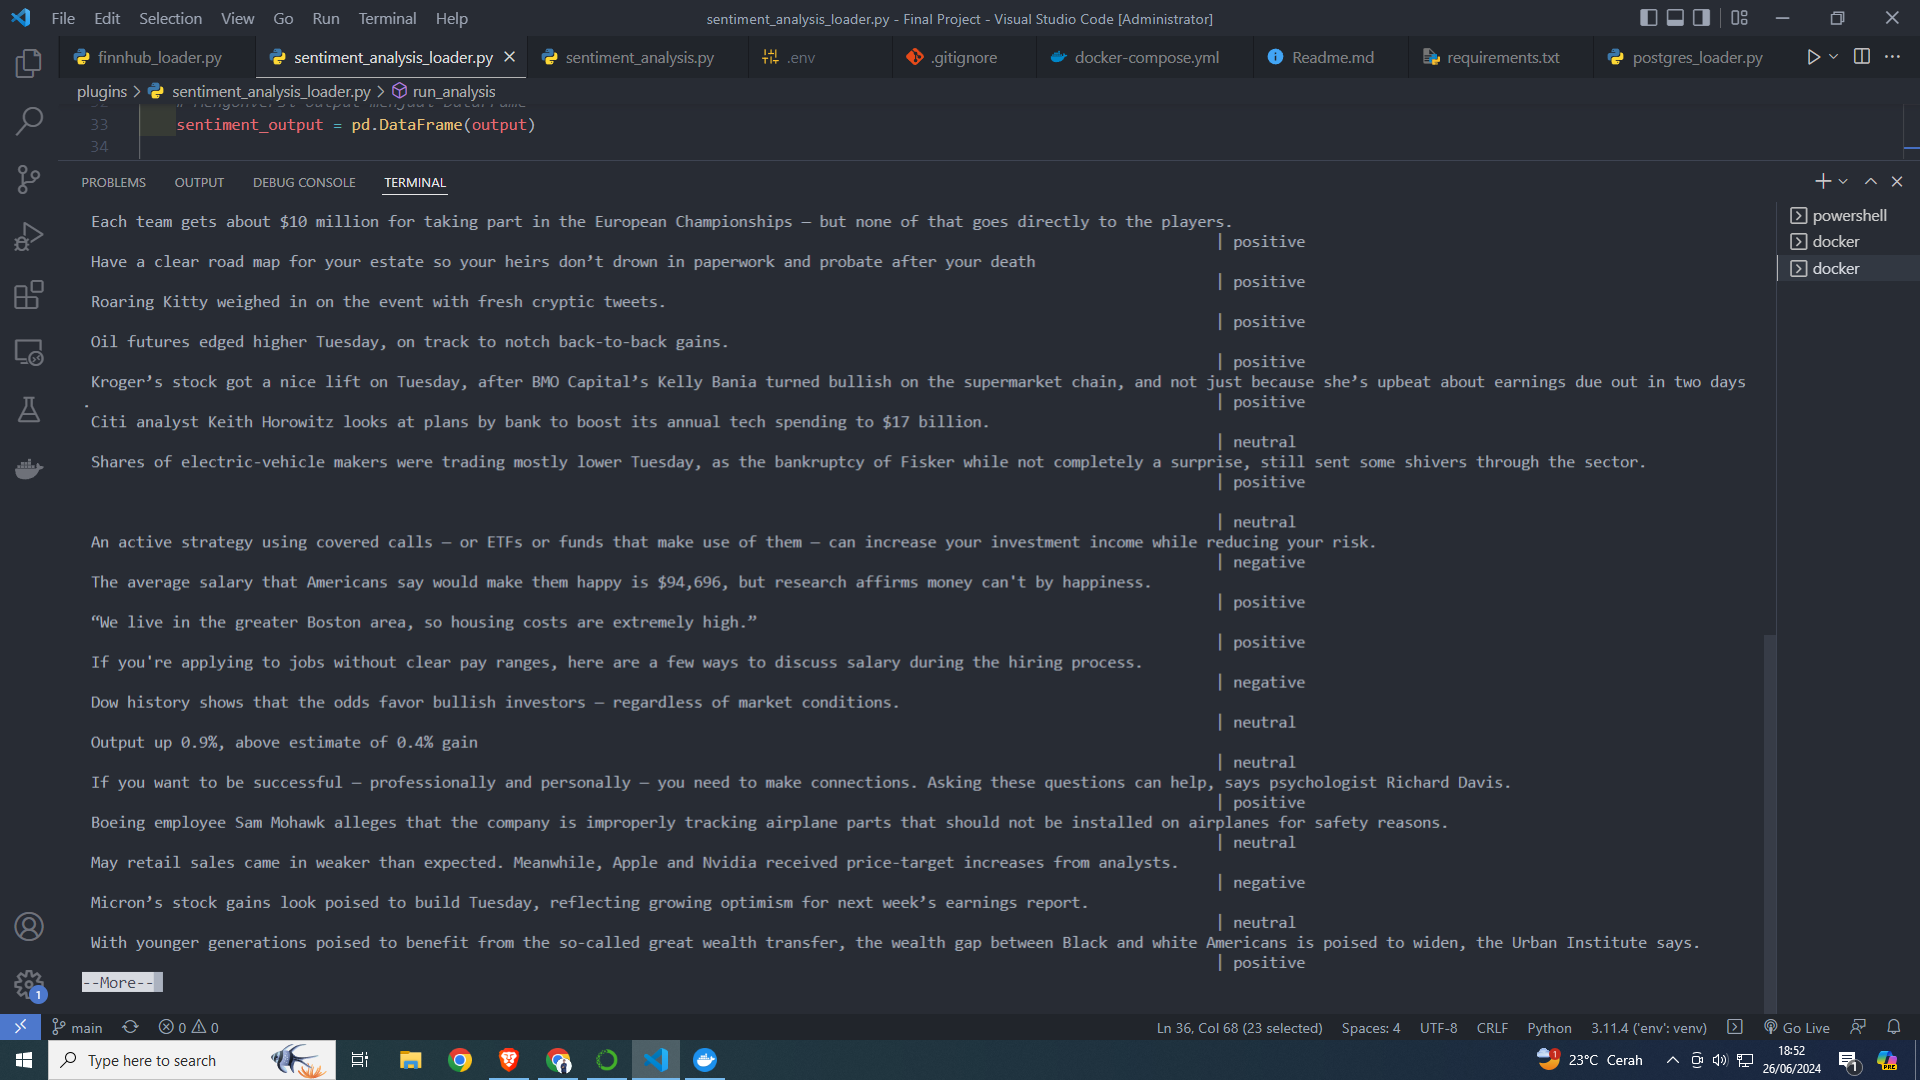 File Edit Selection View Go Run Terminal Help
sentiment_analysis_loader.py - Final Project - Visual Studio Code [Administrator]
finnhub_loader.py
sentiment_analysis_loader.py
sentiment_analysis.py
.env
.gitignore
docker-compose.yml
Readme.md
requirements.txt
postgres_loader.py
plugins > sentiment_analysis_loader.py > run_analysis
33 sentiment_output = pd.DataFrame(output)
34
PROBLEMS OUTPUT DEBUG CONSOLE TERMINAL
powershell
docker
docker
Each team gets about $10 million for taking part in the European Championships — but none of that goes directly to the players.
| positive
Have a clear road map for your estate so your heirs don’t drown in paperwork and probate after your death
| positive
Roaring Kitty weighed in on the event with fresh cryptic tweets.
| positive
Oil futures edged higher Tuesday, on track to notch back-to-back gains.
| positive
Kroger’s stock got a nice lift on Tuesday, after BMO Capital’s Kelly Bania turned bullish on the supermarket chain, and not just because she’s upbeat about earnings due out in two days
.
| positive
Citi analyst Keith Horowitz looks at plans by bank to boost its annual tech spending to $17 billion.
| neutral
Shares of electric-vehicle makers were trading mostly lower Tuesday, as the bankruptcy of Fisker while not completely a surprise, still sent some shivers through the sector.
| positive
| neutral
An active strategy using covered calls — or ETFs or funds that make use of them — can increase your investment income while reducing your risk.
| negative
The average salary that Americans say would make them happy is $94,696, but research affirms money can't by happiness.
| positive
“We live in the greater Boston area, so housing costs are extremely high.”
| positive
If you're applying to jobs without clear pay ranges, here are a few ways to discuss salary during the hiring process.
| negative
Dow history shows that the odds favor bullish investors — regardless of market conditions.
| neutral
Output up 0.9%, above estimate of 0.4% gain
| neutral
If you want to be successful — professionally and personally — you need to make connections. Asking these questions can help, says psychologist Richard Davis.
| positive
Boeing employee Sam Mohawk alleges that the company is improperly tracking airplane parts that should not be installed on airplanes for safety reasons.
| neutral
May retail sales came in weaker than expected. Meanwhile, Apple and Nvidia received price-target increases from analysts.
| negative
Micron’s stock gains look poised to build Tuesday, reflecting growing optimism for next week’s earnings report.
| neutral
With younger generations poised to benefit from the so-called great wealth transfer, the wealth gap between Black and white Americans is poised to widen, the Urban Institute says.
| positive
--More--
1
main 0 0 Ln 36, Col 68 (23 selected) Spaces: 4 UTF-8 CRLF Python 3.11.4 ('env': venv) Go Live
Type here to search
1 23°C Cerah
18:52
26/06/2024
1
PRE